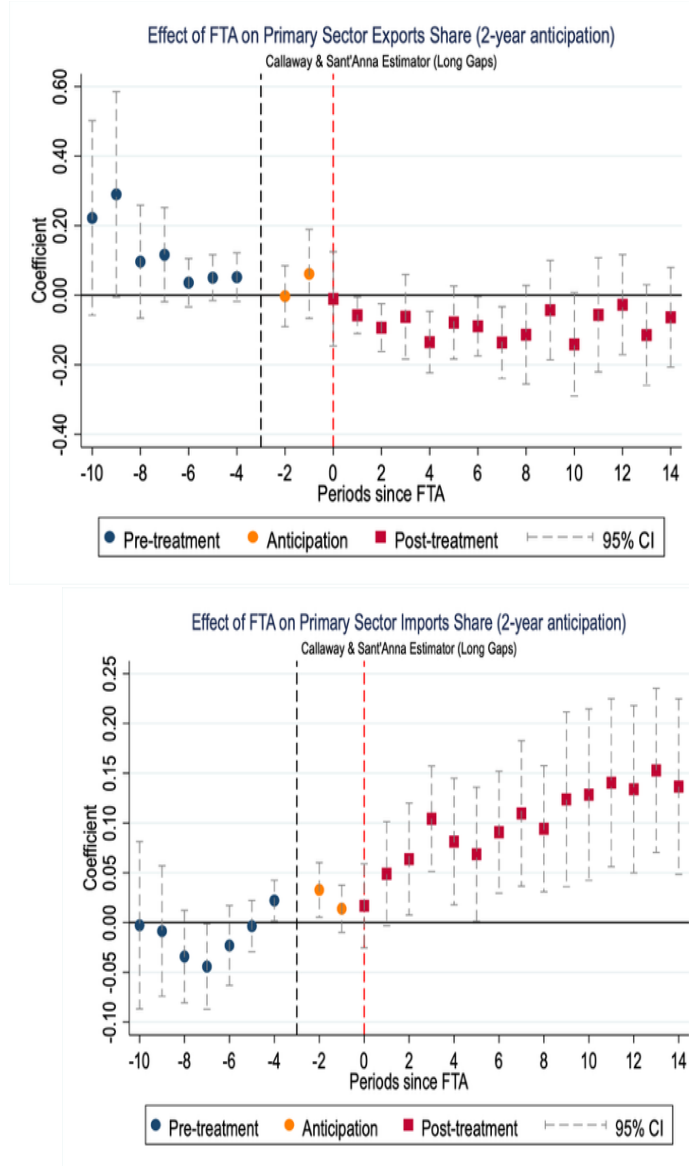 Effect of FTA on Primary Sector Exports Share (2-year anticipation)
Callaway & Sant'Anna Estimator (Long Gaps)
Coefficient
0.60
0.40
0.20
0.00
-0.20
-0.40
-10 -8 -6 -4 -2 0 2 4 6 8 10 12 14
Periods since FTA
Pre-treatment Anticipation Post-treatment 95% CI
Effect of FTA on Primary Sector Imports Share (2-year anticipation)
Callaway & Sant'Anna Estimator (Long Gaps)
Coefficient
0.25
0.20
0.15
0.10
0.05
0.00
-0.05
-0.10
-10 -8 -6 -4 -2 0 2 4 6 8 10 12 14
Periods since FTA
Pre-treatment Anticipation Post-treatment 95% CI